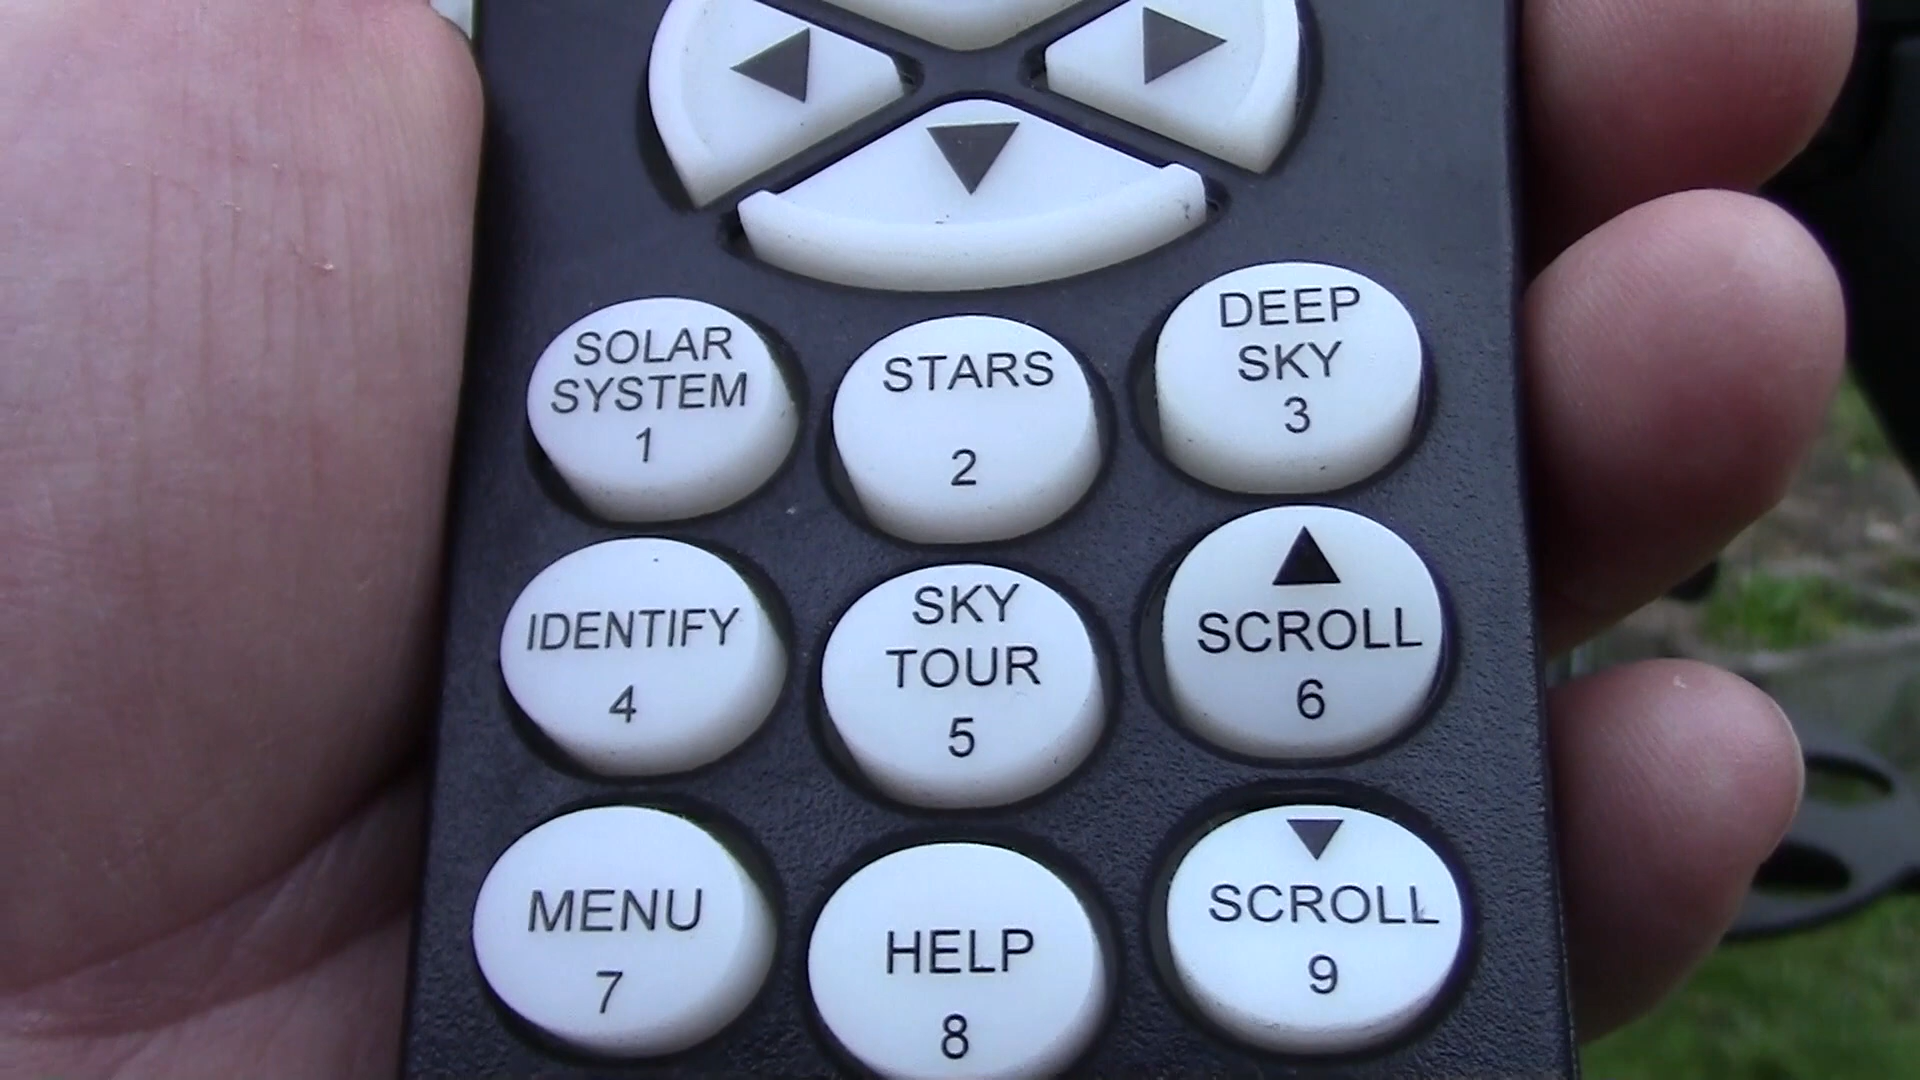 SOLAR
SYSTEM
1
STARS
2
DEEP
SKY
3
IDENTIFY
4
SKY
TOUR
5
SCROLL
6
MENU
7
HELP
8
SCROLL
9